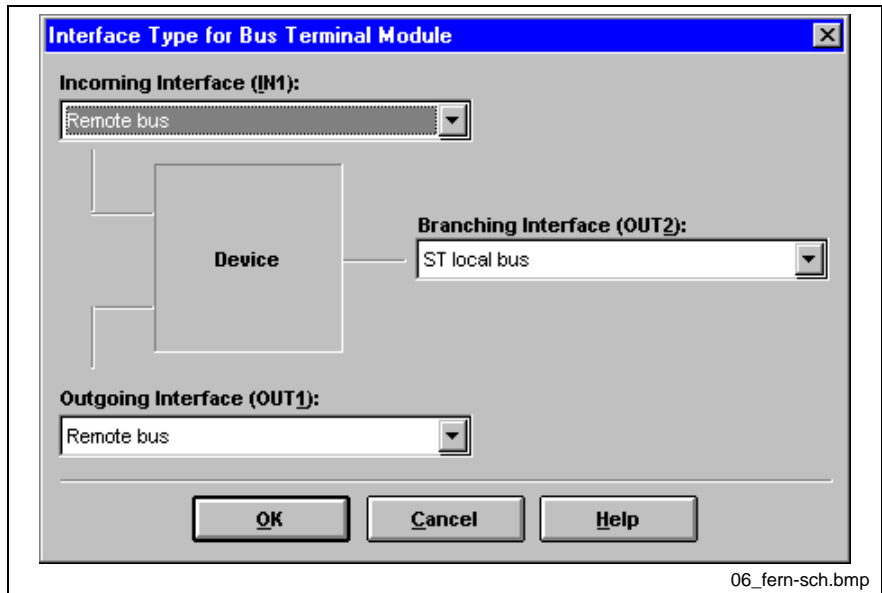 Interface Type for Bus Terminal Module
Incoming Interface (IN1):
Remote bus
Branching Interface (OUT2):
ST local bus
Device
Outgoing Interface (OUT1):
Remote bus
OK
Cancel
Help
06_fern-sch.bmp